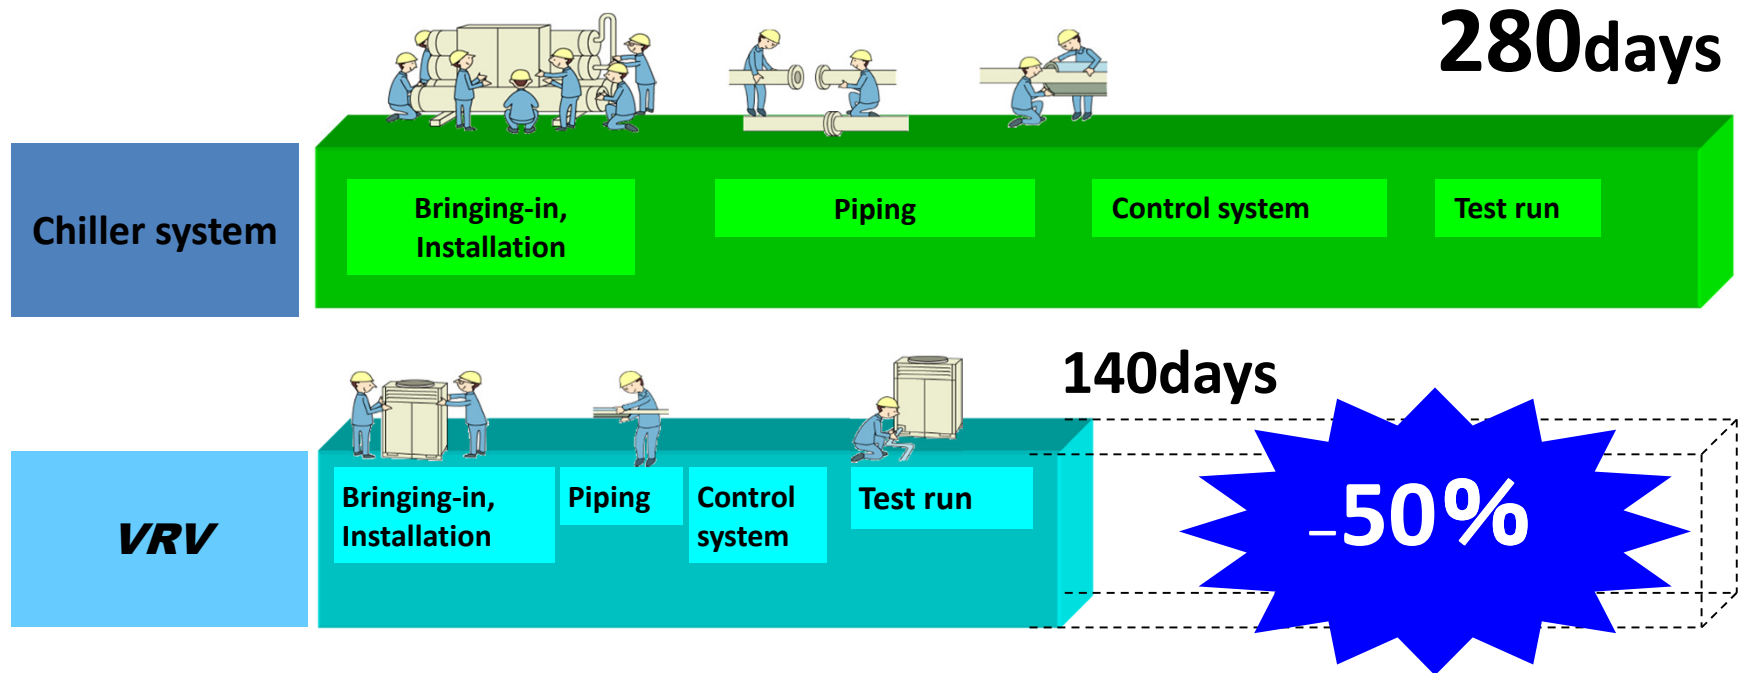 280days
Chiller system
Bringing-in,
Installation
Piping
Control system
Test run
140days
VRV
Bringing-in,
Installation
Piping
Control
system
Test run
–50%